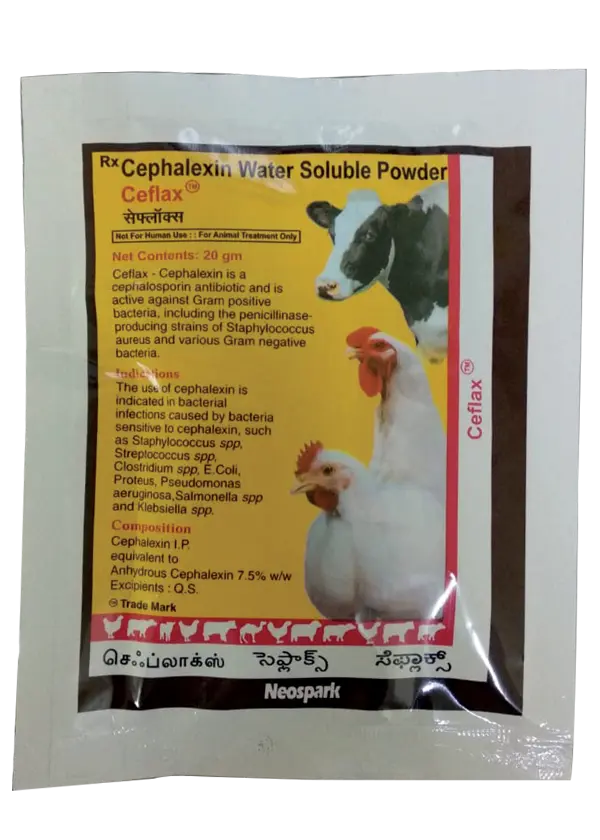 Rx Cephalexin Water Soluble Powder
Ceflax™
सेफ्लॉक्स
Not For Human Use : : For Animal Treatment Only
Net Contents: 20 gm
Ceflax - Cephalexin is a
cephalosporin antibiotic and is
active against Gram positive
bacteria, including the penicillinase-
producing strains of Staphylococcus
aureus and various Gram negative
bacteria.
Indications
The use of cephalexin is
indicated in bacterial
infections caused by bacteria
sensitive to cephalexin, such
as Staphylococcus spp,
Streptococcus spp,
Clostridium spp, E.Coli,
Proteus, Pseudomonas
aeruginosa,Salmonella spp
and Klebsiella spp.
Composition
Cephalexin I.P.
equivalent to
Anhydrous Cephalexin 7.5% w/w
Excipients : Q.S.
™ Trade Mark
Ceflax™
செஃப்லாக்ஸ் సెఫ్లాక్స్ ಸೆಫ್ಲಾಕ್ಸ್
Neospark